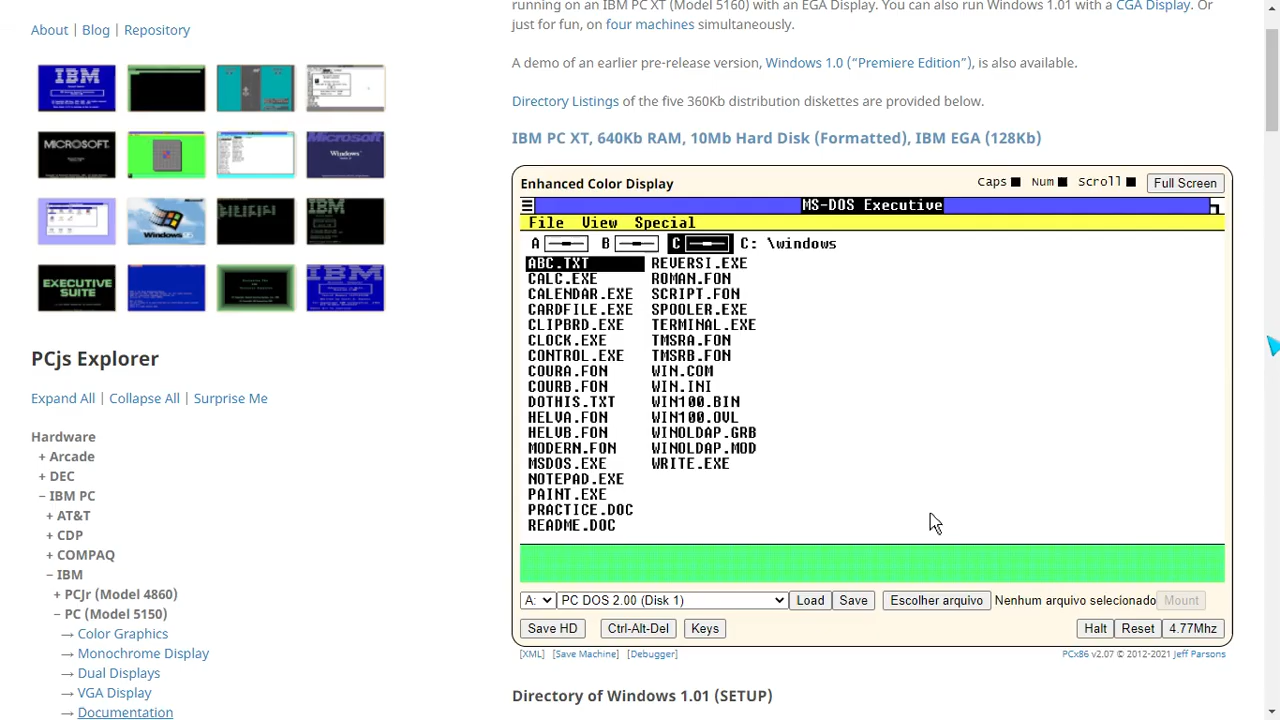 About | Blog | Repository
IBM
MICROSOFT.
Microsoft
Windows
Windows 95
IBM
EXECUTIVE
SUITE
IBM
PCjs Explorer
Expand All | Collapse All | Surprise Me
Hardware
+ Arcade
+ DEC
− IBM PC
+ AT&T
+ CDP
+ COMPAQ
− IBM
+ PCJr (Model 4860)
− PC (Model 5150)
→ Color Graphics
→ Monochrome Display
→ Dual Displays
→ VGA Display
→ Documentation
running on an IBM PC XT (Model 5160) with an EGA Display. You can also run Windows 1.01 with a CGA Display. Or
just for fun, on four machines simultaneously.
A demo of an earlier pre-release version, Windows 1.0 (“Premiere Edition”), is also available.
Directory Listings of the five 360Kb distribution diskettes are provided below.
IBM PC XT, 640Kb RAM, 10Mb Hard Disk (Formatted), IBM EGA (128Kb)
Enhanced Color Display Caps Num Scroll Full Screen
MS-DOS Executive
File View Special
A B C C: \windows
ABC.TXT REVERSI.EXE
CALC.EXE ROMAN.FON
CALENDAR.EXE SCRIPT.FON
CARDFILE.EXE SPOOLER.EXE
CLIPBRD.EXE TERMINAL.EXE
CLOCK.EXE TMSRA.FON
CONTROL.EXE TMSRB.FON
COURA.FON WIN.COM
COURB.FON WIN.INI
DOTHIS.TXT WIN100.BIN
HELVA.FON WIN100.OVL
HELVB.FON WINOLDAP.GRB
MODERN.FON WINOLDAP.MOD
MSDOS.EXE WRITE.EXE
NOTEPAD.EXE
PAINT.EXE
PRACTICE.DOC
README.DOC
A: PC DOS 2.00 (Disk 1) Load Save Escolher arquivo Nenhum arquivo selecionado Mount
Save HD Ctrl-Alt-Del Keys Halt Reset 4.77Mhz
[XML] [Save Machine] [Debugger] PCx86 v2.07 © 2012-2021 Jeff Parsons
Directory of Windows 1.01 (SETUP)